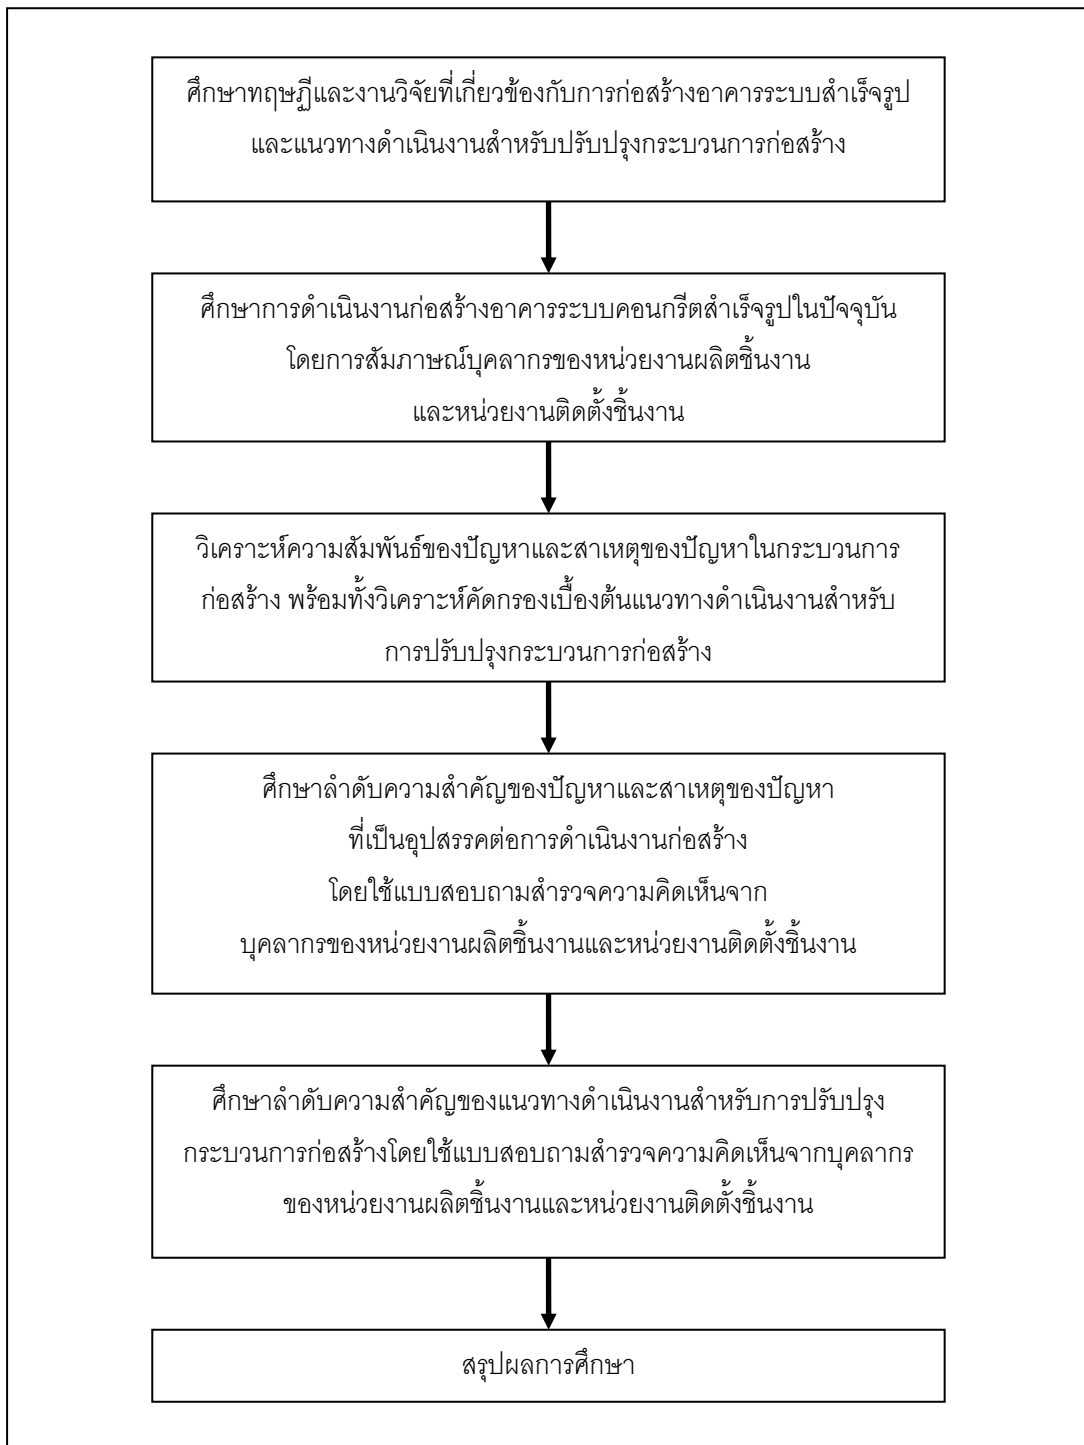 ศึกษาทฤษฏีและงานวิจัยที่เกี่ยวข้องกับการก่อสร้างอาคารระบบสำเร็จรูป
และแนวทางดำเนินงานสำหรับปรับปรุงกระบวนการก่อสร้าง
ศึกษาการดำเนินงานก่อสร้างอาคารระบบคอนกรีตสำเร็จรูปในปัจจุบัน
โดยการสัมภาษณ์บุคลากรของหน่วยงานผลิตชิ้นงาน
และหน่วยงานติดตั้งชิ้นงาน
วิเคราะห์ความสัมพันธ์ของปัญหาและสาเหตุของปัญหาในกระบวนการ
ก่อสร้าง พร้อมทั้งวิเคราะห์คัดกรองเบื้องต้นแนวทางดำเนินงานสำหรับ
การปรับปรุงกระบวนการก่อสร้าง
ศึกษาลำดับความสำคัญของปัญหาและสาเหตุของปัญหา
ที่เป็นอุปสรรคต่อการดำเนินงานก่อสร้าง
โดยใช้แบบสอบถามสำรวจความคิดเห็นจาก
บุคลากรของหน่วยงานผลิตชิ้นงานและหน่วยงานติดตั้งชิ้นงาน
ศึกษาลำดับความสำคัญของแนวทางดำเนินงานสำหรับการปรับปรุง
กระบวนการก่อสร้างโดยใช้แบบสอบถามสำรวจความคิดเห็นจากบุคลากร
ของหน่วยงานผลิตชิ้นงานและหน่วยงานติดตั้งชิ้นงาน
สรุปผลการศึกษา